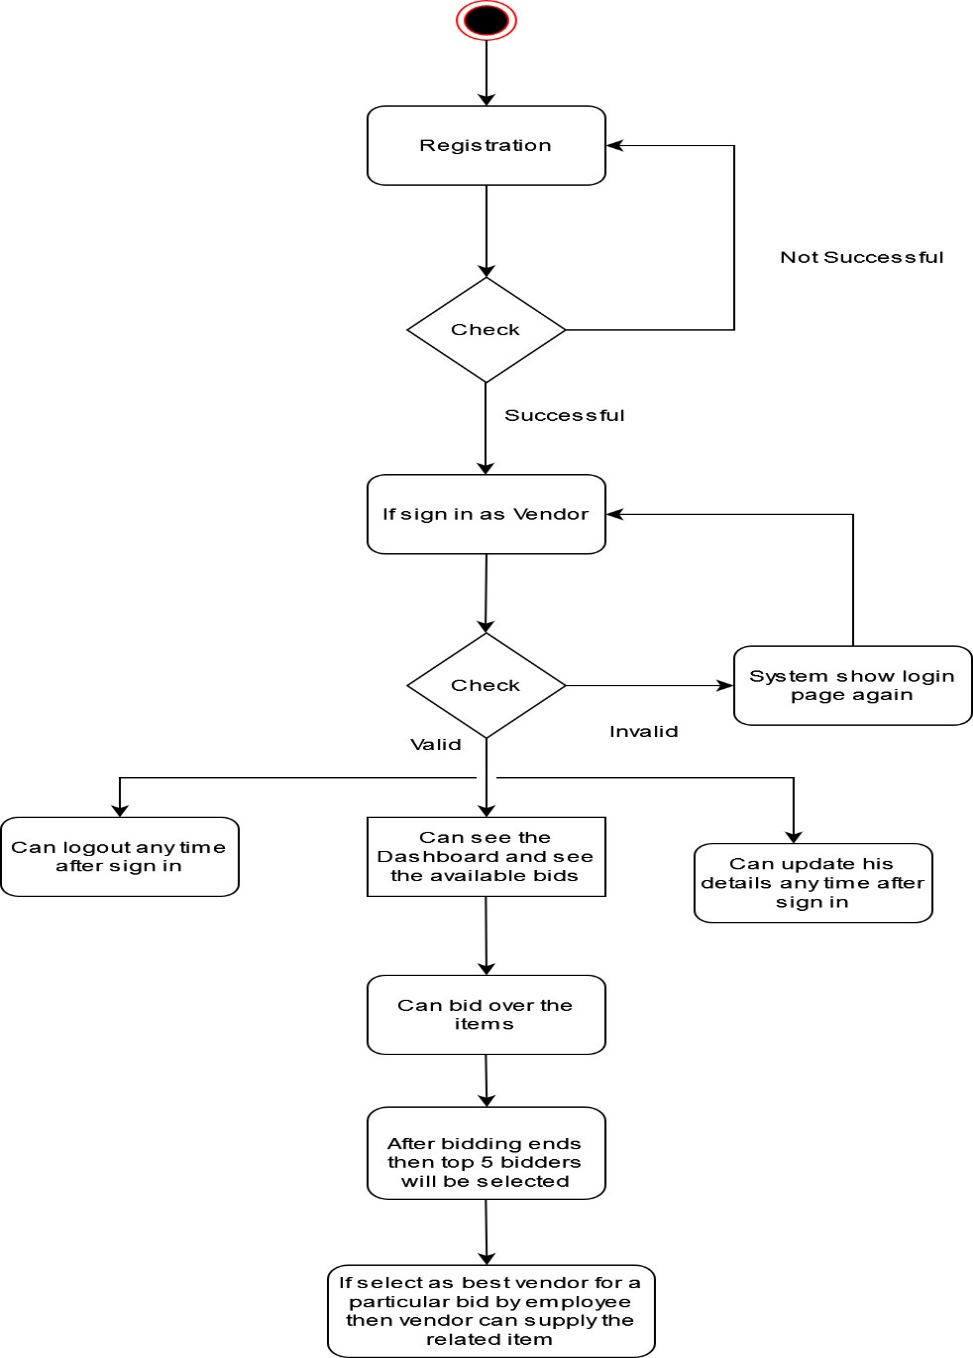 Registration
Not Successful
Check
Successful
If sign in as Vendor
Check
System show login
page again
Invalid
Valid
Can logout any time
after sign in
Can see the
Dashboard and see
the available bids
Can update his
details any time after
sign in
Can bid over the
items
After bidding ends
then top 5 bidders
will be selected
If select as best vendor for a
particular bid by employee
then vendor can supply the
related item